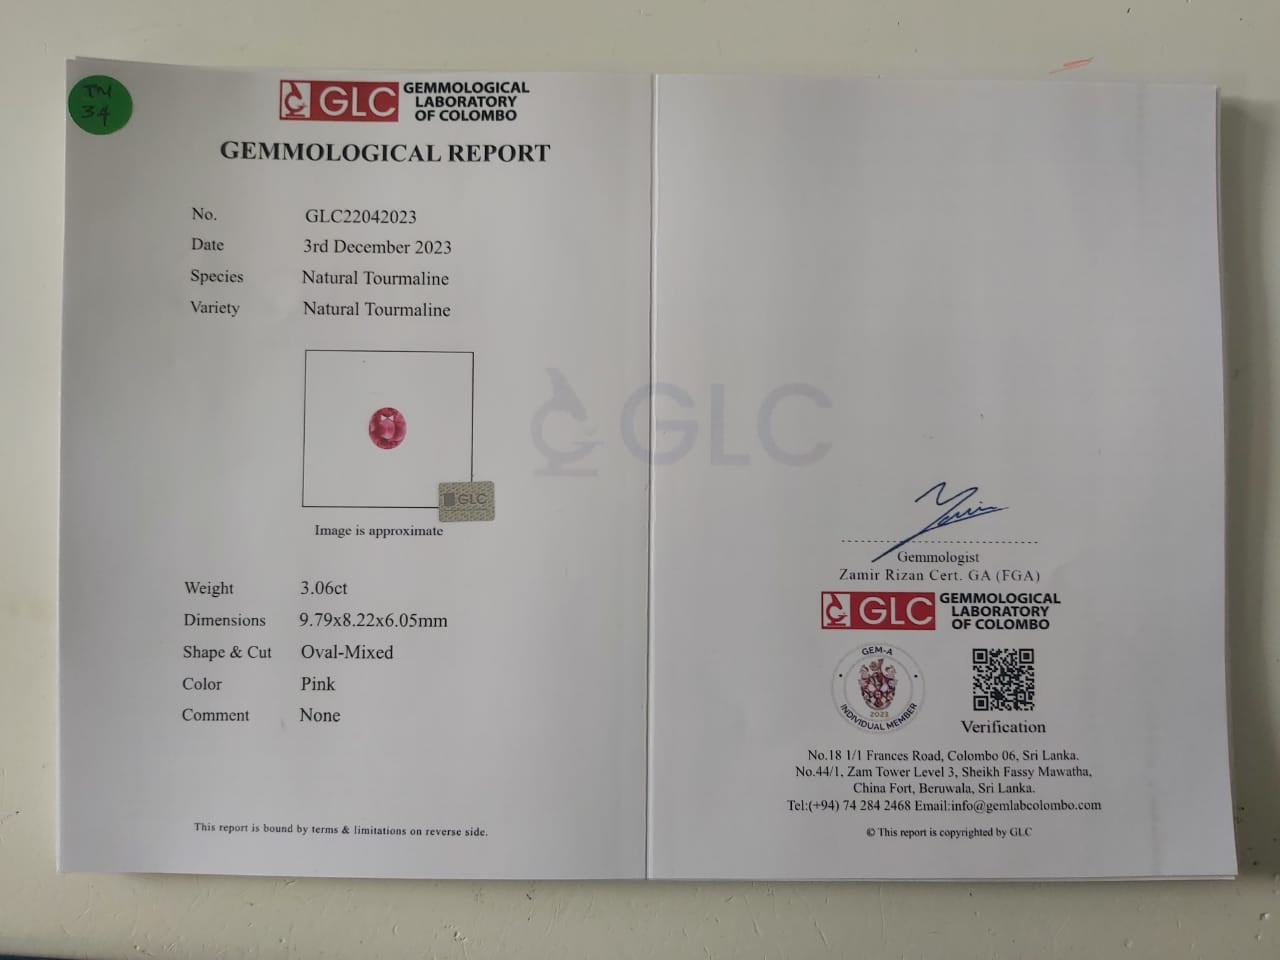 TM
34
GLC GEMMOLOGICAL
LABORATORY
OF COLOMBO
GEMMOLOGICAL REPORT
No. GLC22042023
Date 3rd December 2023
Species Natural Tourmaline
Variety Natural Tourmaline
GLC
Image is approximate
Weight 3.06ct
Dimensions 9.79x8.22x6.05mm
Shape & Cut Oval-Mixed
Color Pink
Comment None
This report is bound by terms & limitations on reverse side.
GLC
Gemmologist
Zamir Rizan Cert. GA (FGA)
GLC GEMMOLOGICAL
LABORATORY
OF COLOMBO
GEM-A
2023
INDIVIDUAL MEMBER
Verification
No.18 1/1 Frances Road, Colombo 06, Sri Lanka.
No.44/1, Zam Tower Level 3, Sheikh Fassy Mawatha,
China Fort, Beruwala, Sri Lanka.
Tel:(+94) 74 284 2468 Email:info@gemlabcolombo.com
© This report is copyrighted by GLC